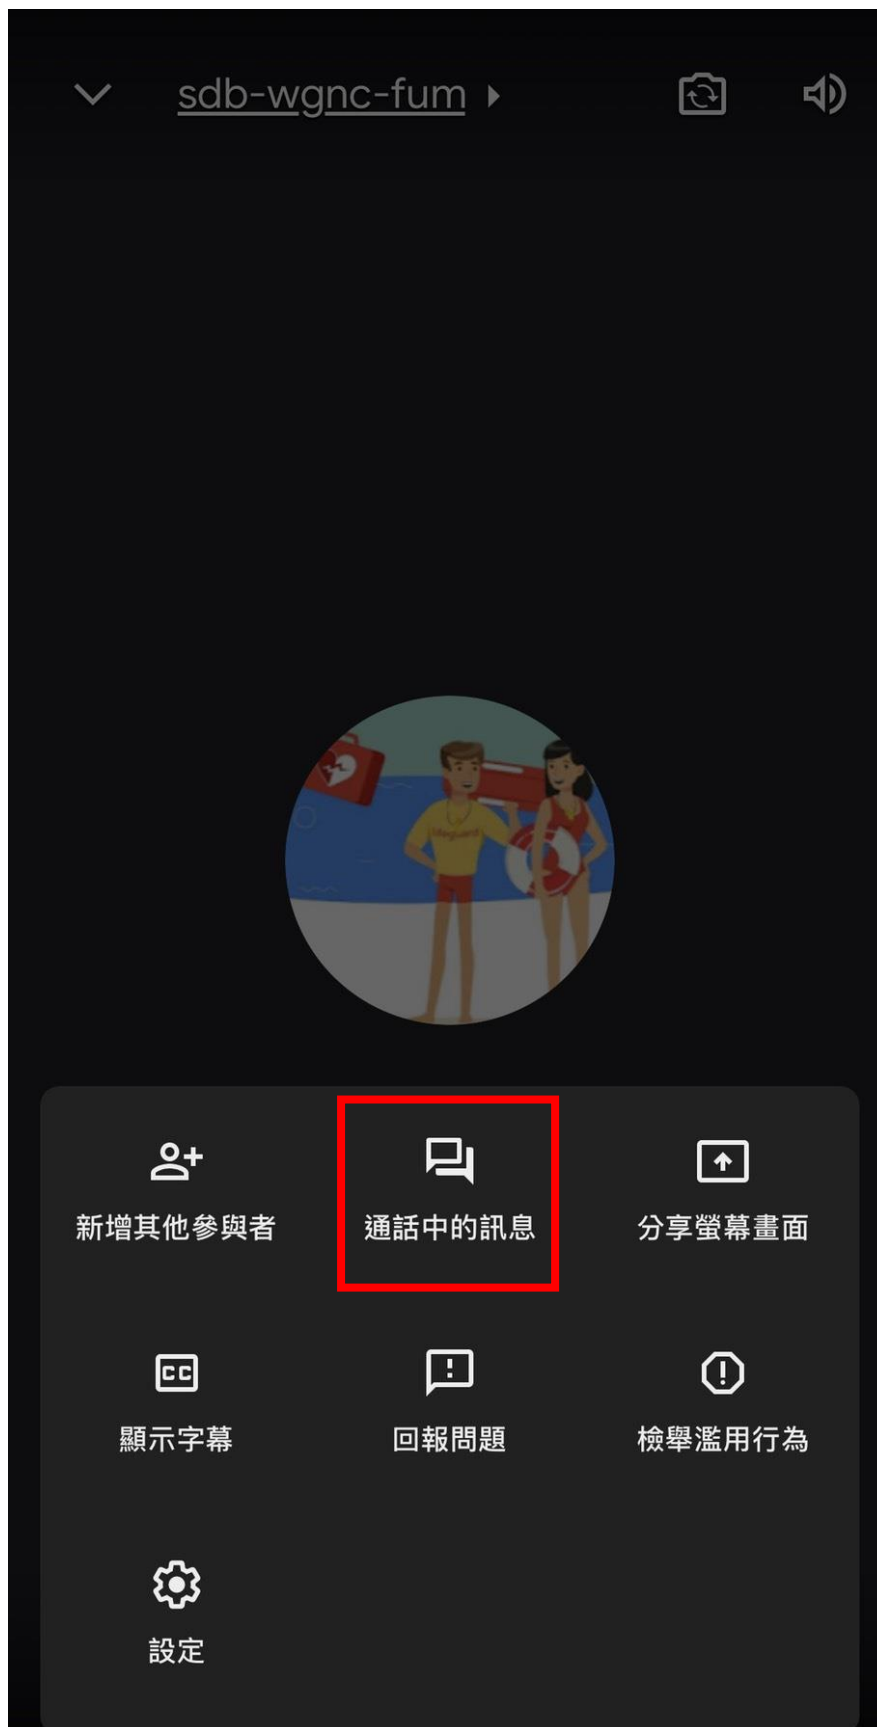 sdb-wgnc-fum
lifeguard
新增其他參與者
通話中的訊息
分享螢幕畫面
CC
顯示字幕
回報問題
檢舉濫用行為
設定